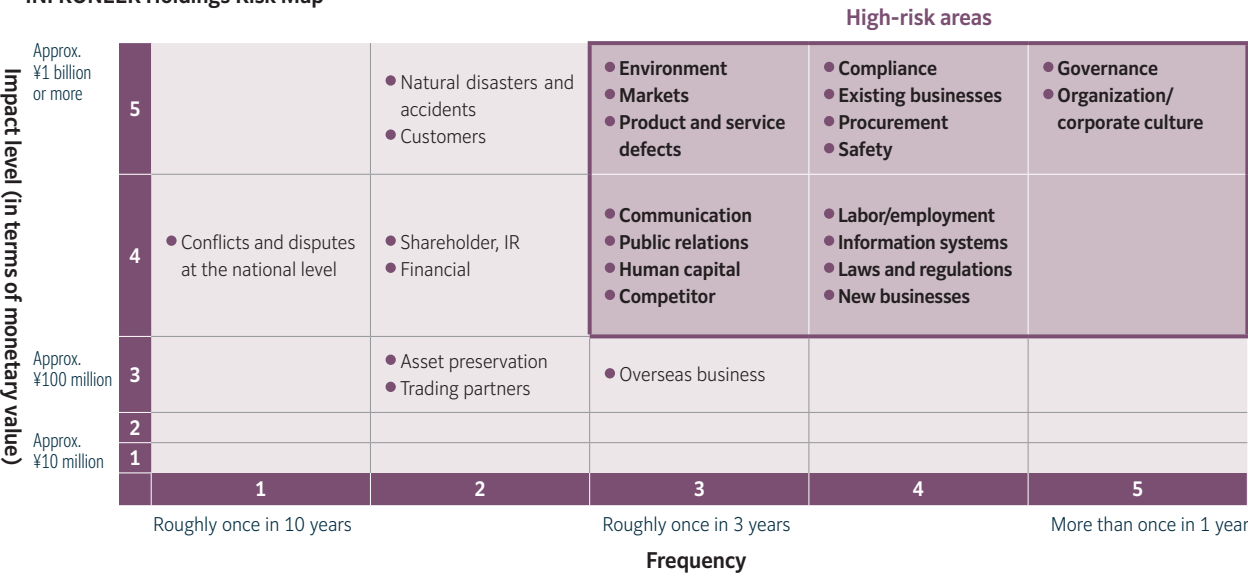 High-risk areas
Impact level (in terms of monetary value)
Approx.
¥1 billion
or more
5
Natural disasters and
accidents
Customers
Environment
Markets
Product and service
defects
Compliance
Existing businesses
Procurement
Safety
Governance
Organization/
corporate culture
4
Conflicts and disputes
at the national level
Shareholder, IR
Financial
Communication
Public relations
Human capital
Competitor
Labor/employment
Information systems
Laws and regulations
New businesses
Approx.
¥100 million
3
Asset preservation
Trading partners
Overseas business
2
Approx.
¥10 million
1
1
2
3
4
5
Roughly once in 10 years
Roughly once in 3 years
More than once in 1 year
Frequency